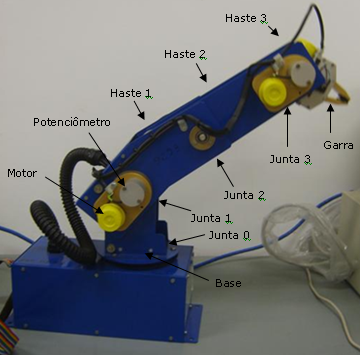 Haste 3
Haste 2
Haste 1
Potenciômetro
Motor
Garra
Junta 3
Junta 2
Junta 1
Junta 0
Base